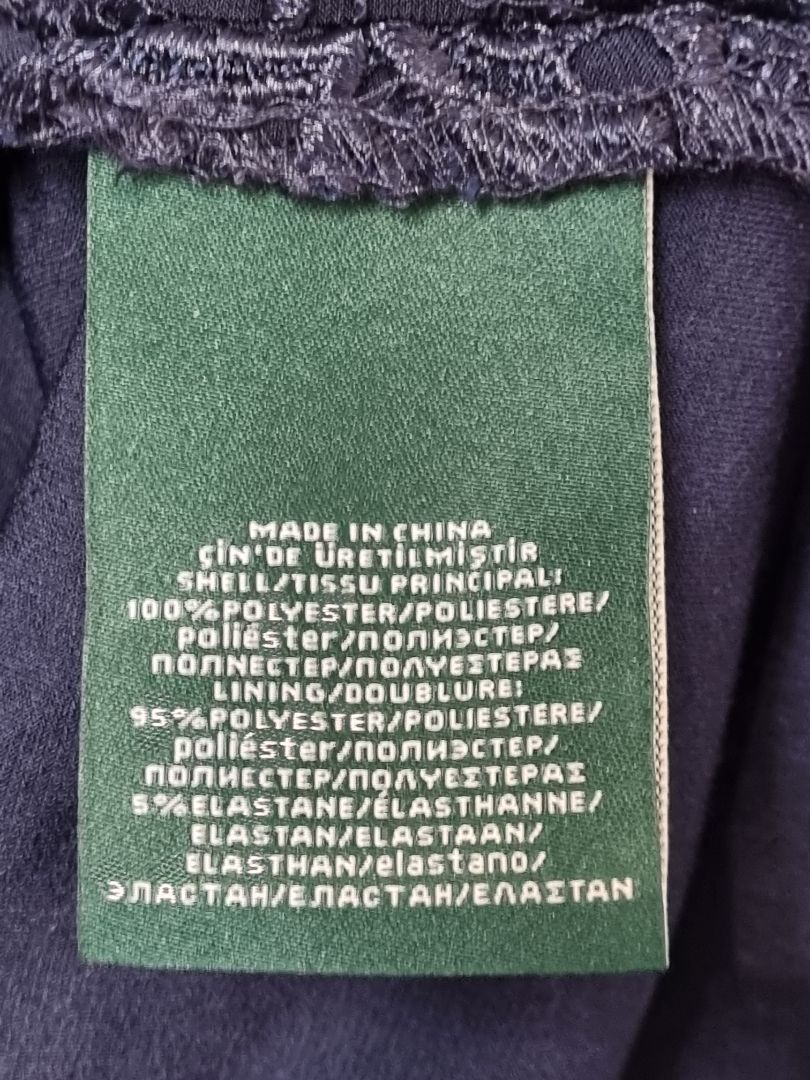 MADE IN CHINA
ÇİN'DE ÜRETİLMİŞTİR
SHELL/TISSU PRINCIPAL:
100%POLYESTER/POLIESTERE/
poliéster/ПОЛИЭСТЕР/
ПОЛNЕСТЕР/ΠΟΛΥΕΣΤΕΡΑΣ
LINING/DOUBLURE:
95%POLYESTER/POLIESTERE/
poliéster/ПОЛИЭСТЕР/
ПОЛИЕСТЕР/ΠΟΛΥΕΣΤΕΡΑΣ
5%ELASTANE/ÉLASTHANNE/
ELASTAN/ELASTAAN/
ELASTHAN/elastano/
ЭЛАСТАН/ЕЛАСТАН/ΕΛΑΣΤΑΝ